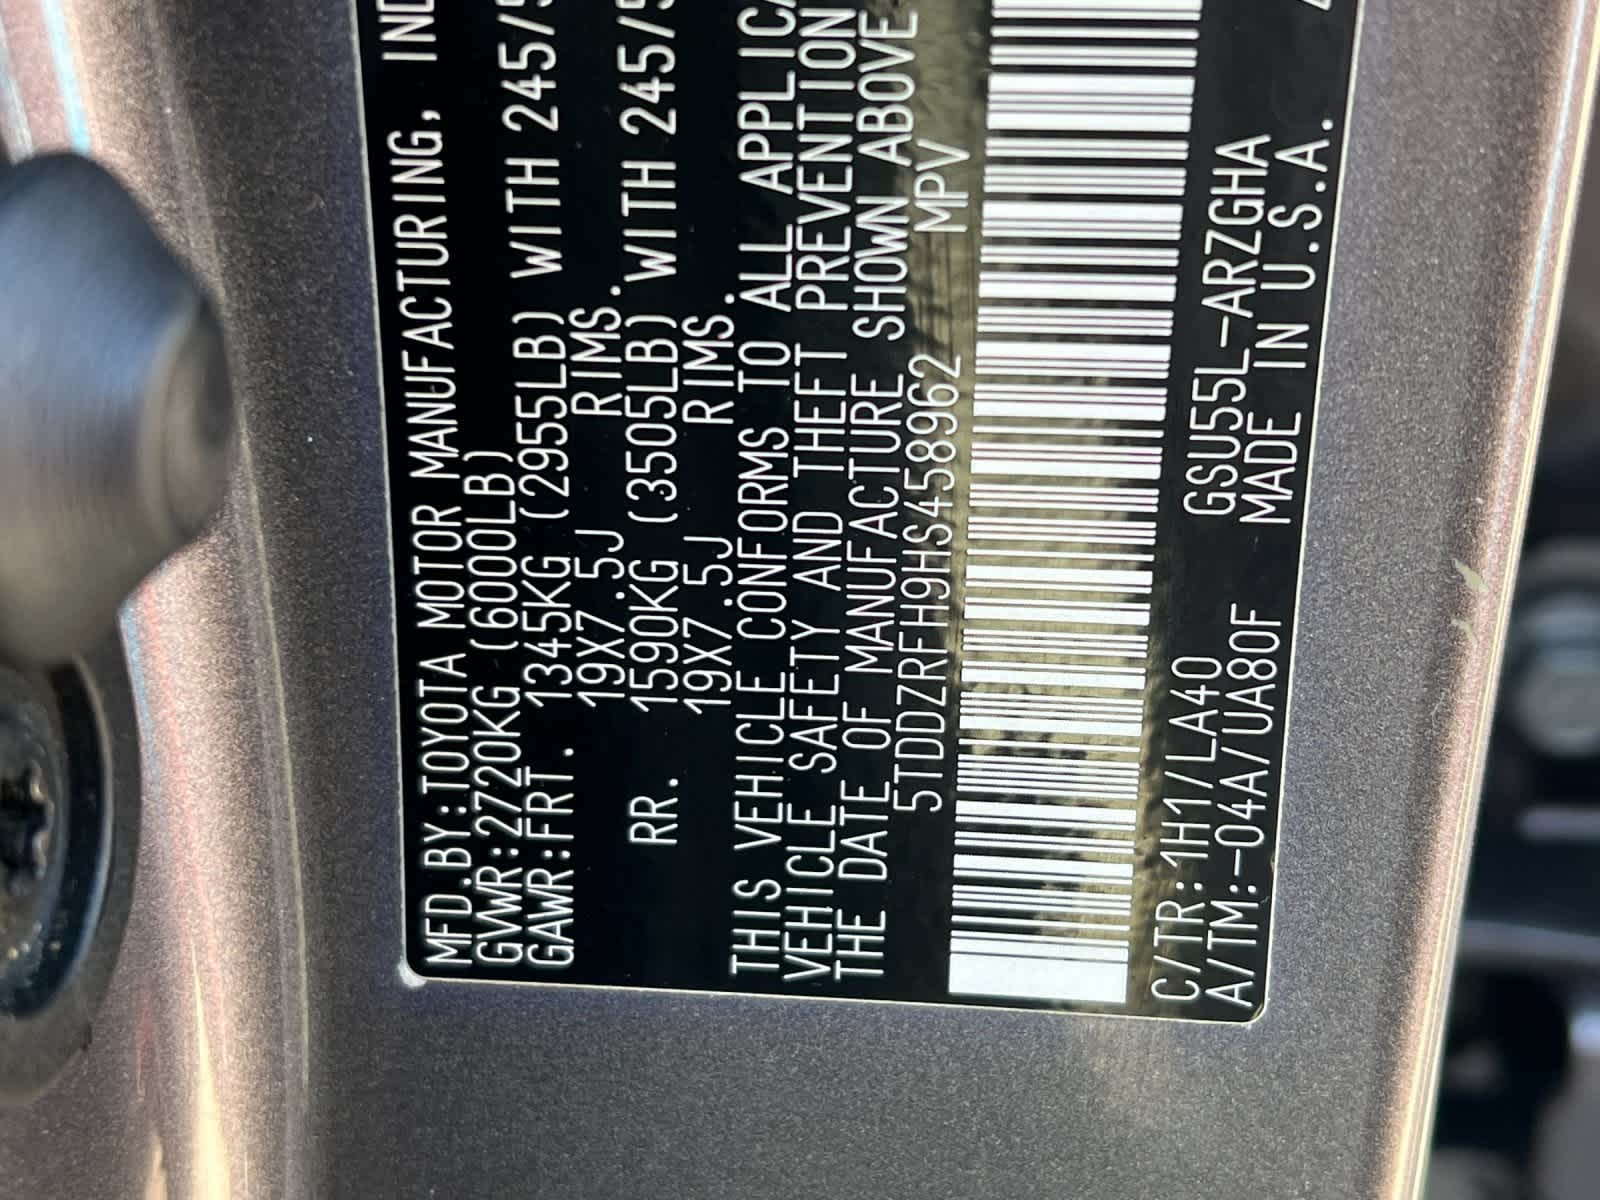 MFD.BY:TOYOTA MOTOR MANUFACTURING,
GVWR:2720KG (6000LB)
GAWR:FRT. 1345KG (2955LB) WITH 245/5
19X7.5J RIMS.
RR. 1590KG (3505LB) WITH 245/5
19X7.5J RIMS.
THIS VEHICLE CONFORMS TO ALL
VEHICLE SAFETY AND THEFT PREVENTION
THE DATE OF MANUFACTURE SHOWN ABOVE
5TDDZRFH9HS458962 MPV
C/TR:1H1/LA40 GSU55L-ARZGHA
A/TM:-04A/UA80F MADE IN U.S.A.